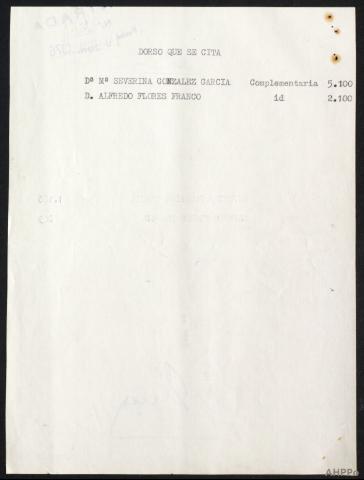 DORSO QUE SE CITA
Dª Mª SEVERINA GONZALEZ GARCIA Complementaria 5.100
D. ALFREDO FLORES FRANCO id 2.100
AHPPo